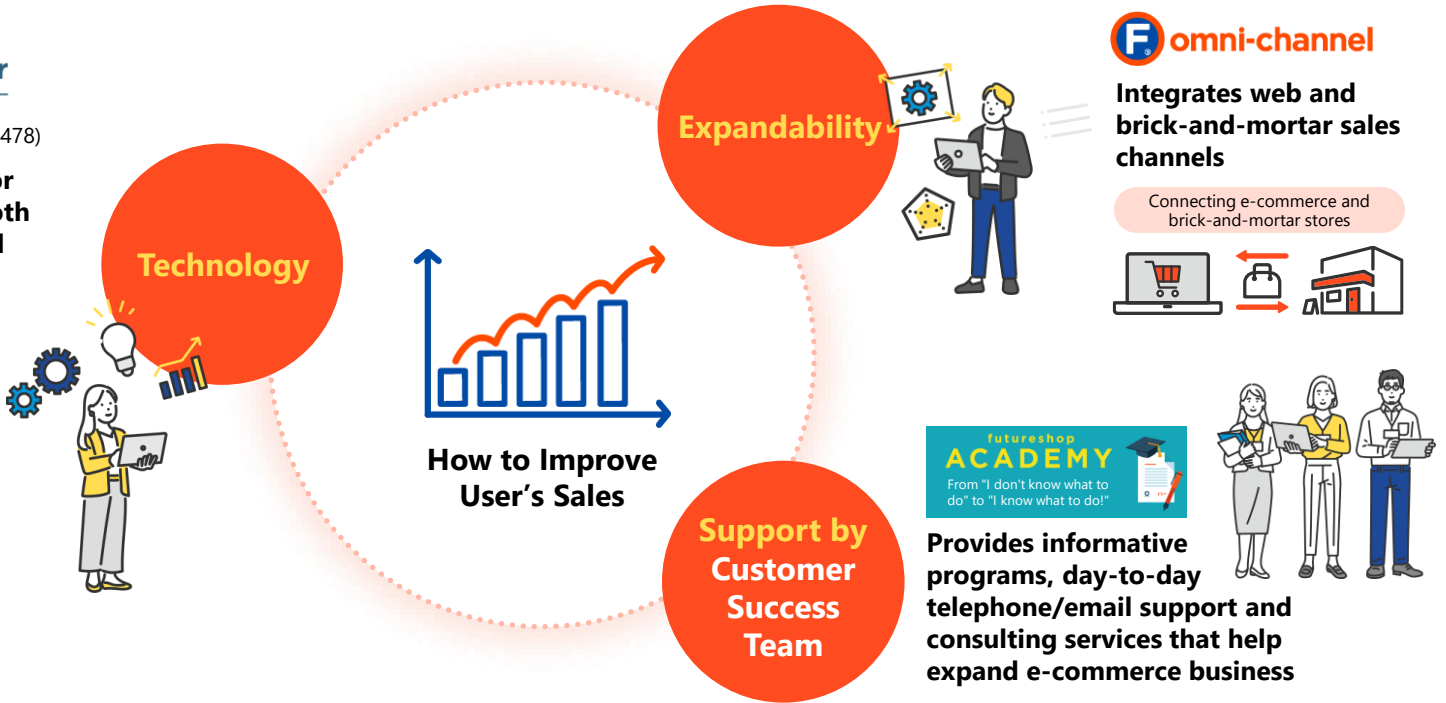 r
478)
or
oth
l
Technology
Expandability
How to Improve
User’s Sales
Support by
Customer
Success
Team
F
omni-channel
Integrates web and
brick-and-mortar sales
channels
Connecting e-commerce and
brick-and-mortar stores
futureshop
ACADEMY
From "I don't know what to
do" to "I know what to do!"
Provides informative
programs, day-to-day
telephone/email support and
consulting services that help
expand e-commerce business